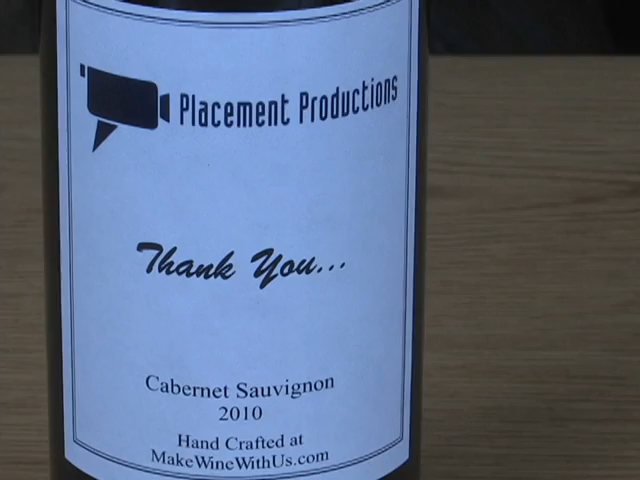 Placement Productions
Thank You...
Cabernet Sauvignon
2010
Hand Crafted at
MakeWineWithUs.com